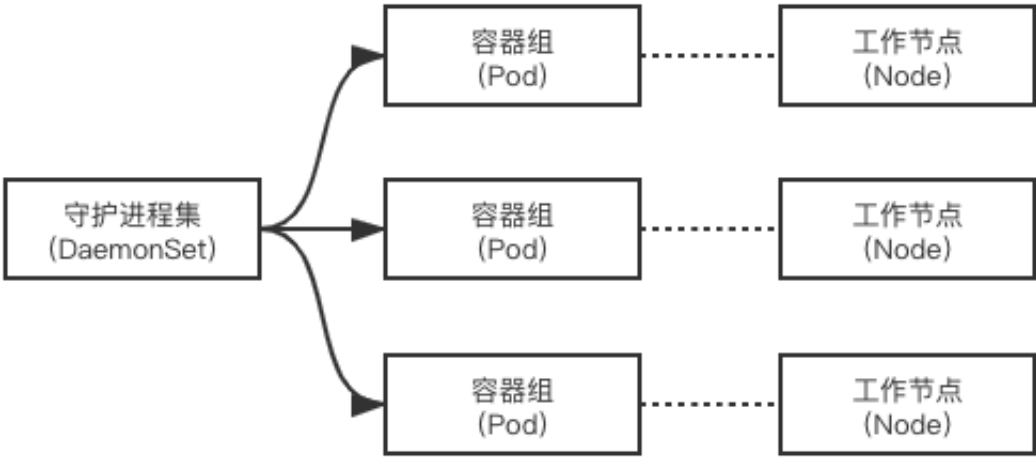 容器组
(Pod)
工作节点
(Node)
守护进程集
(DaemonSet)
容器组
(Pod)
工作节点
(Node)
容器组
(Pod)
工作节点
(Node)